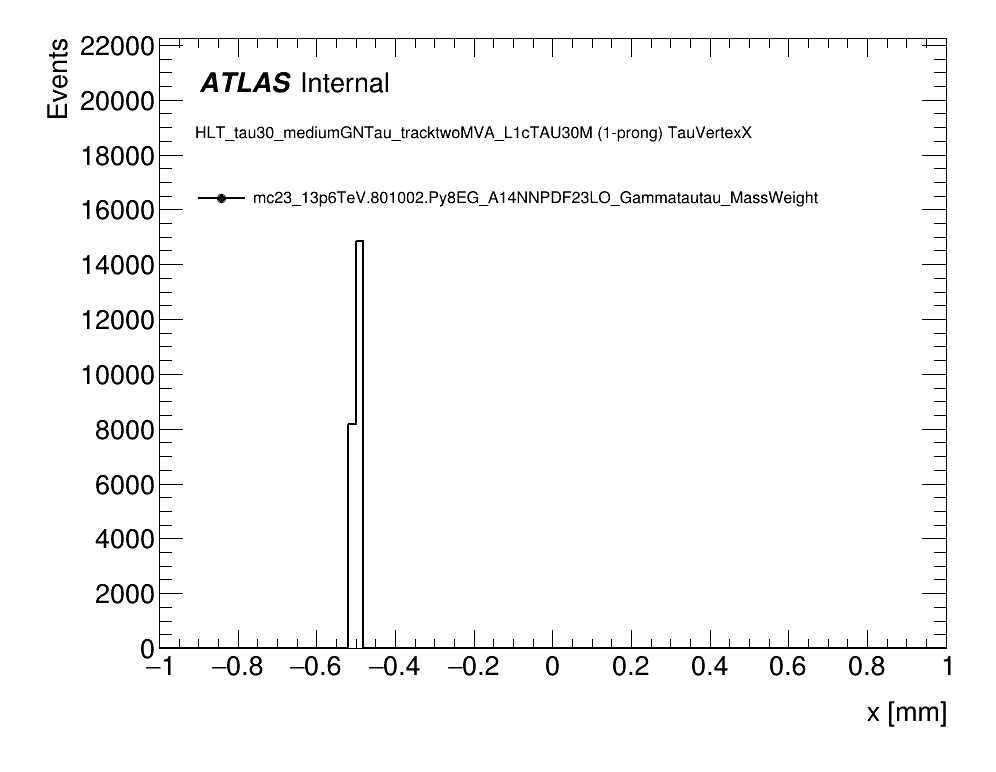 Events
22000
20000
18000
16000
14000
12000
10000
8000
6000
4000
2000
0
ATLAS Internal
HLT_tau30_mediumGNTau_tracktwoMVA_L1cTAU30M (1-prong) TauVertexX
mc23_13p6TeV.801002.Py8EG_A14NNPDF23LO_Gammatautau_MassWeight
−1 −0.8 −0.6 −0.4 −0.2 0 0.2 0.4 0.6 0.8 1
x [mm]